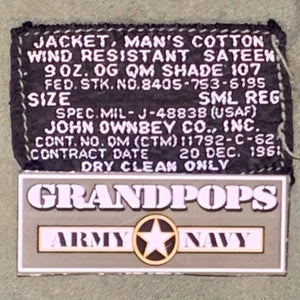 JACKET, MAN'S COTTON
WIND RESISTANT SATEEN
9 OZ. OG QM SHADE 107
FED. STK. NO. 8405-753-6195
SIZE SML REG
SPEC. MIL-J-4883B (USAF)
JOHN OWNBEY CO., INC.
CONT. NO. QM (CTM) 11792-C-62
CONTRACT DATE 20 DEC. 1961
DRY CLEAN ONLY
GRANDPOPS
ARMY NAVY